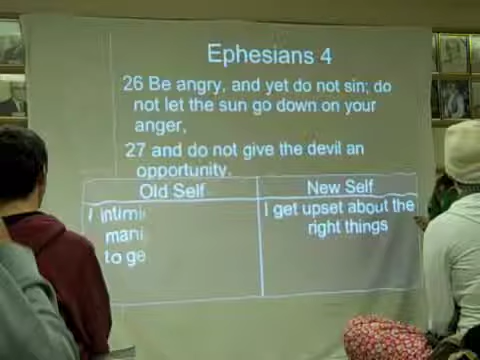 Ephesians 4
26 Be angry, and yet do not sin; do
not let the sun go down on your
anger,
27 and do not give the devil an
opportunity.
Old Self
New Self
I
I get upset about the
right things
to